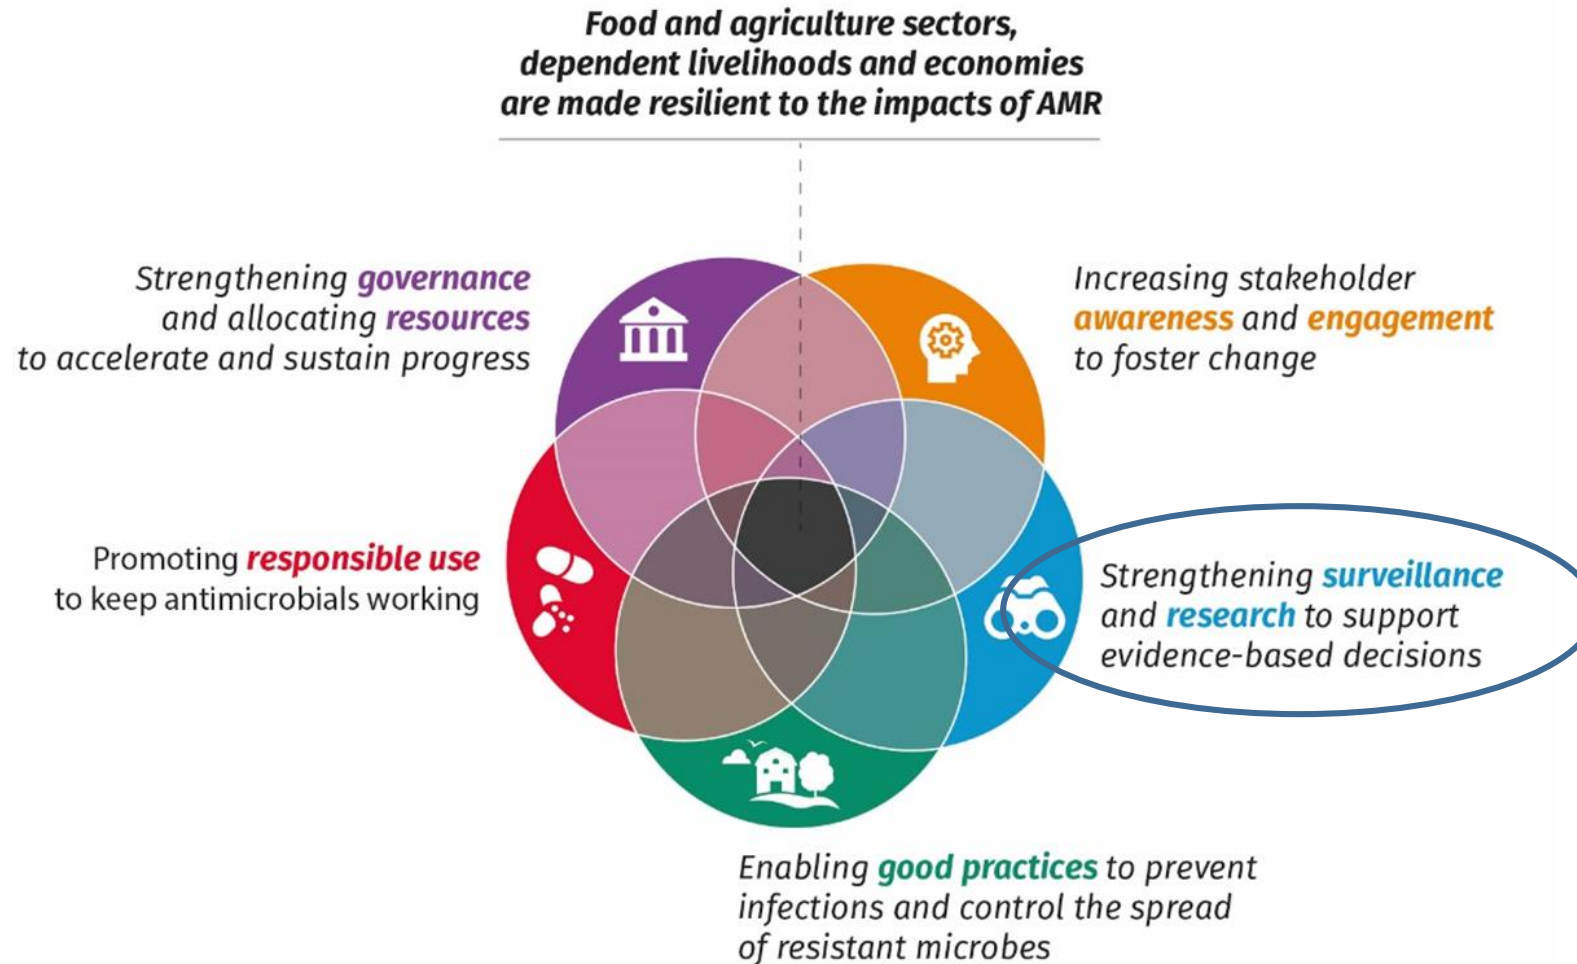 Food and agriculture sectors,
dependent livelihoods and economies
are made resilient to the impacts of AMR
Strengthening governance
and allocating resources
to accelerate and sustain progress
Increasing stakeholder
awareness and engagement
to foster change
Promoting responsible use
to keep antimicrobials working
Strengthening surveillance
and research to support
evidence-based decisions
Enabling good practices to prevent
infections and control the spread
of resistant microbes